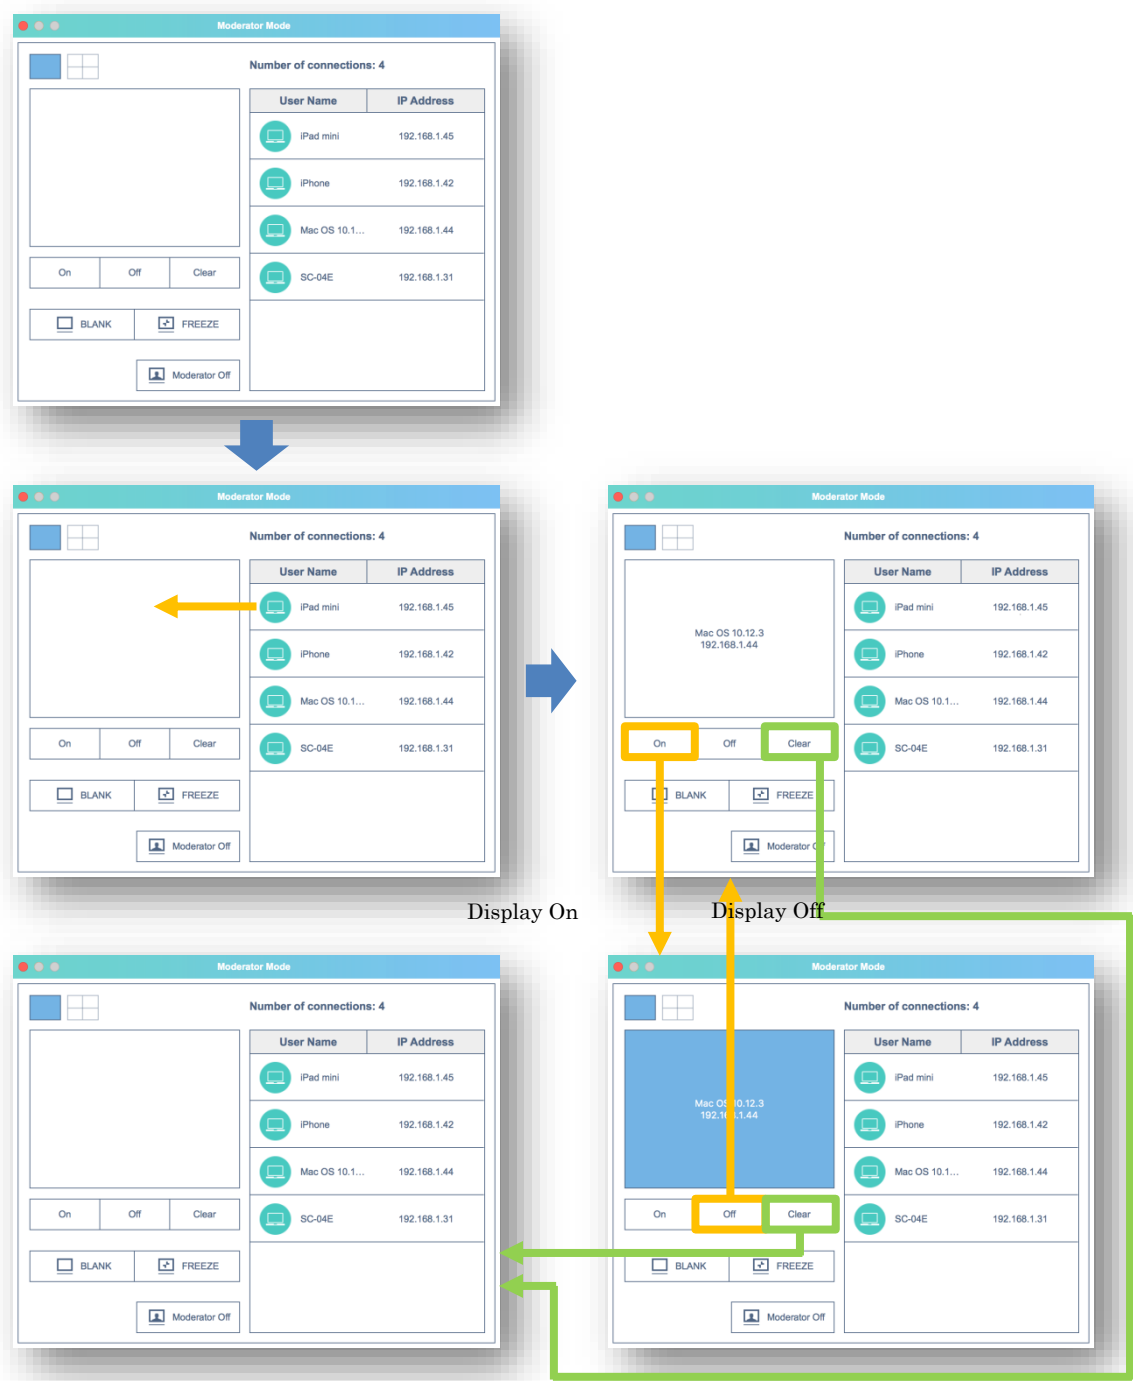 Moderator Mode
Number of connections: 4
User Name IP Address
iPad mini 192.168.1.45
iPhone 192.168.1.42
Mac OS 10.1... 192.168.1.44
SC-04E 192.168.1.31
On Off Clear
BLANK FREEZE
Moderator Off
Moderator Mode
Number of connections: 4
User Name IP Address
iPad mini 192.168.1.45
iPhone 192.168.1.42
Mac OS 10.1... 192.168.1.44
SC-04E 192.168.1.31
On Off Clear
BLANK FREEZE
Moderator Off
Moderator Mode
Number of connections: 4
User Name IP Address
Mac OS 10.12.3
192.168.1.44
iPad mini 192.168.1.45
iPhone 192.168.1.42
Mac OS 10.1... 192.168.1.44
SC-04E 192.168.1.31
On Off Clear
BLANK FREEZE
Moderator Off
Display On Display Off
Moderator Mode
Number of connections: 4
User Name IP Address
iPad mini 192.168.1.45
iPhone 192.168.1.42
Mac OS 10.1... 192.168.1.44
SC-04E 192.168.1.31
On Off Clear
BLANK FREEZE
Moderator Off
Moderator Mode
Number of connections: 4
User Name IP Address
Mac OS 10.12.3
192.168.1.44
iPad mini 192.168.1.45
iPhone 192.168.1.42
Mac OS 10.1... 192.168.1.44
SC-04E 192.168.1.31
On Off Clear
BLANK FREEZE
Moderator Off